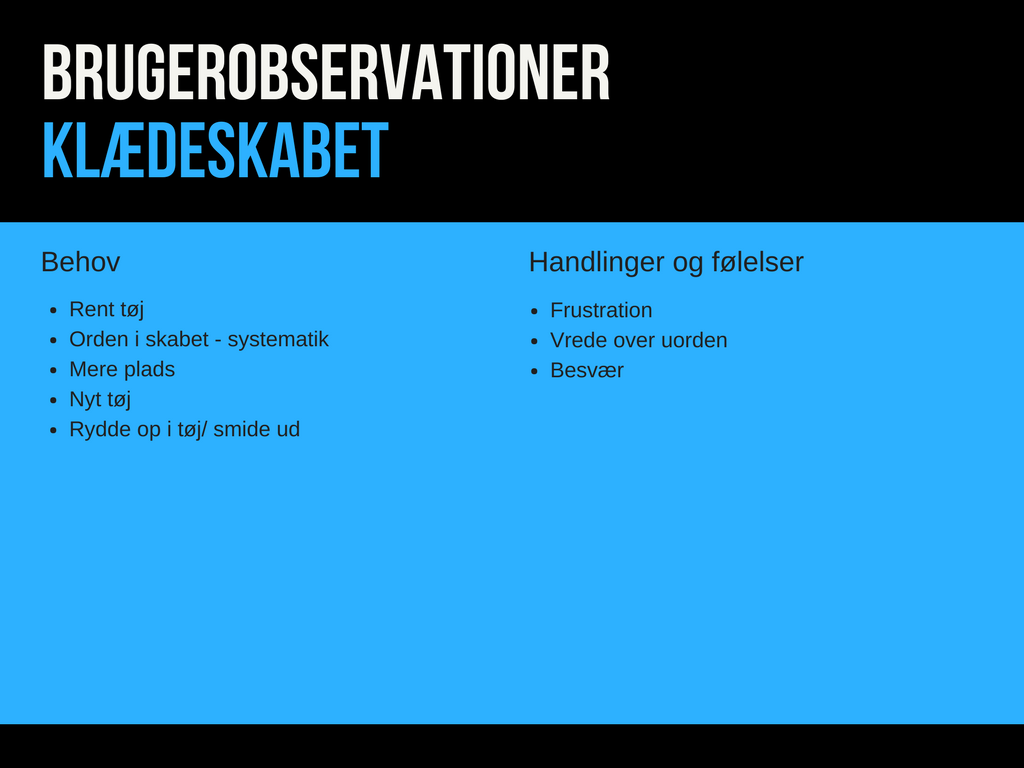 BRUGEROBSERVATIONER
KLÆDESKABET
Behov
• Rent tøj
• Orden i skabet - systematik
• Mere plads
• Nyt tøj
• Rydde op i tøj/ smide ud
Handlinger og følelser
• Frustration
• Vrede over uorden
• Besvær